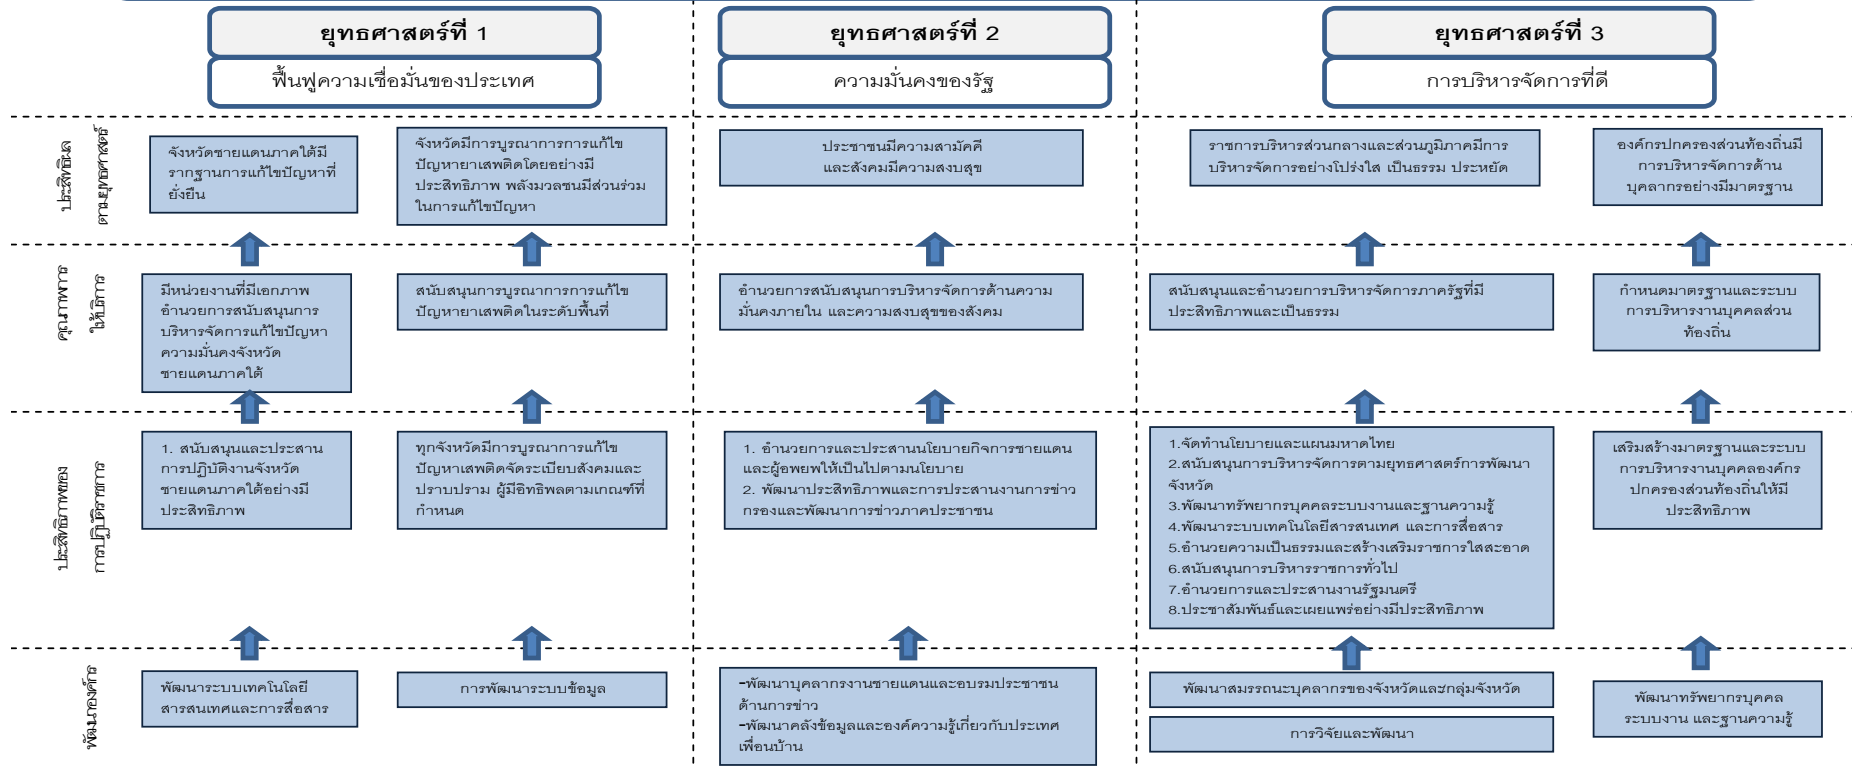 ยุทธศาสตร์ที่ 1
ฟื้นฟูความเชื่อมั่นของประเทศ
ยุทธศาสตร์ที่ 2
ความมั่นคงของรัฐ
ยุทธศาสตร์ที่ 3
การบริหารจัดการที่ดี
ประสิทธิผล
ตามยุทธศาสตร์
จังหวัดชายแดนภาคใต้มี
รากฐานการแก้ไขปัญหาที่
ยั่งยืน
จังหวัดมีการบูรณาการการแก้ไข
ปัญหายาเสพติดโดยอย่างมี
ประสิทธิภาพ พลังมวลชนมีส่วนร่วม
ในการแก้ไขปัญหา
ประชาชนมีความสามัคคี
และสังคมมีความสงบสุข
ราชการบริหารส่วนกลางและส่วนภูมิภาคมีการ
บริหารจัดการอย่างโปร่งใส เป็นธรรม ประหยัด
องค์กรปกครองส่วนท้องถิ่นมี
การบริหารจัดการด้าน
บุคลากรอย่างมีมาตรฐาน
คุณภาพการ
ให้บริการ
มีหน่วยงานที่มีเอกภาพ
อำนวยการสนับสนุนการ
บริหารจัดการแก้ไขปัญหา
ความมั่นคงจังหวัด
ชายแดนภาคใต้
สนับสนุนการบูรณาการการแก้ไข
ปัญหายาเสพติดในระดับพื้นที่
อำนวยการสนับสนุนการบริหารจัดการด้านความ
มั่นคงภายใน และความสงบสุขของสังคม
สนับสนุนและอำนวยการบริหารจัดการภาครัฐที่มี
ประสิทธิภาพและเป็นธรรม
กำหนดมาตรฐานและระบบ
การบริหารงานบุคคลส่วน
ท้องถิ่น
ประสิทธิภาพของ
การปฏิบัติราชการ
1. สนับสนุนและประสาน
การปฏิบัติงานจังหวัด
ชายแดนภาคใต้อย่างมี
ประสิทธิภาพ
ทุกจังหวัดมีการบูรณาการแก้ไข
ปัญหาเสพติดจัดระเบียบสังคมและ
ปราบปราม ผู้มีอิทธิพลตามเกณฑ์ที่
กำหนด
1. อำนวยการและประสานนโยบายกิจการชายแดน
และผู้อพยพให้เป็นไปตามนโยบาย
2. พัฒนาประสิทธิภาพและการประสานงานการข่าว
กรองและพัฒนาการข่าวภาคประชาชน
1.จัดทำนโยบายและแผนมหาดไทย
2.สนับสนุนการบริหารจัดการตามยุทธศาสตร์การพัฒนา
จังหวัด
3.พัฒนาทรัพยากรบุคคลระบบงานและฐานความรู้
4.พัฒนาระบบเทคโนโลยีสารสนเทศ และการสื่อสาร
5.อำนวยความเป็นธรรมและสร้างเสริมราชการใสสะอาด
6.สนับสนุนการบริหารราชการทั่วไป
7.อำนวยการและประสานงานรัฐมนตรี
8.ประชาสัมพันธ์และเผยแพร่อย่างมีประสิทธิภาพ
เสริมสร้างมาตรฐานและระบบ
การบริหารงานบุคคลองค์กร
ปกครองส่วนท้องถิ่นให้มี
ประสิทธิภาพ
พัฒนาองค์กร
พัฒนาระบบเทคโนโลยี
สารสนเทศและการสื่อสาร
การพัฒนาระบบข้อมูล
-พัฒนาบุคลากรงานชายแดนและอบรมประชาชน
ด้านการข่าว
-พัฒนาคลังข้อมูลและองค์ความรู้เกี่ยวกับประเทศ
เพื่อนบ้าน
พัฒนาสมรรถนะบุคลากรของจังหวัดและกลุ่มจังหวัด
การวิจัยและพัฒนา
พัฒนาทรัพยากรบุคคล
ระบบงาน และฐานความรู้